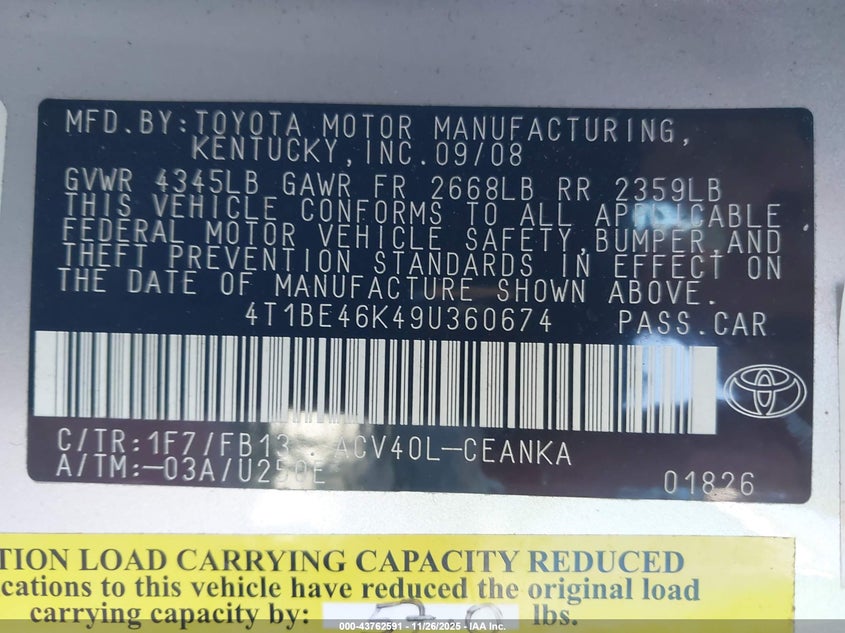 MFD.BY:TOYOTA MOTOR MANUFACTURING,
KENTUCKY,INC.09/08
GVWR 4345LB GAWR FR 2668LB RR 2359LB
THIS VEHICLE CONFORMS TO ALL APPLICABLE
FEDERAL MOTOR VEHICLE SAFETY,BUMPER,AND
THEFT PREVENTION STANDARDS IN EFFECT ON
THE DATE OF MANUFACTURE SHOWN ABOVE.
4T1BE46K49U360674 PASS.CAR
C/TR:1F7/FB13 ACV40L-CEANKA
A/TM:-03A/U250E 01826
TION LOAD CARRYING CAPACITY REDUCED
cations to this vehicle have reduced the original load
carrying capacity by: lbs.
000-43762591 - 11/26/2025 - IAA, Inc.